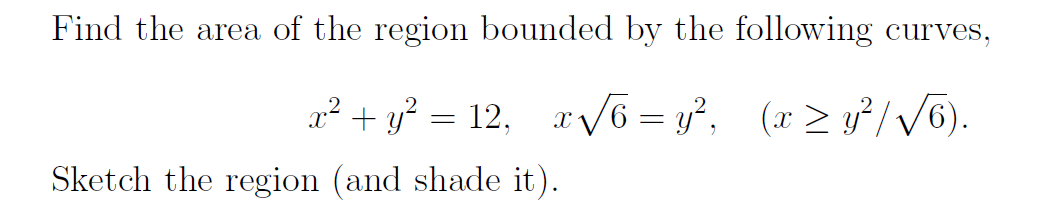 Find the area of the region bounded by the following curves,
x² + y² = 12, x√6 = y², (x ≥ y²/√6).
Sketch the region (and shade it).